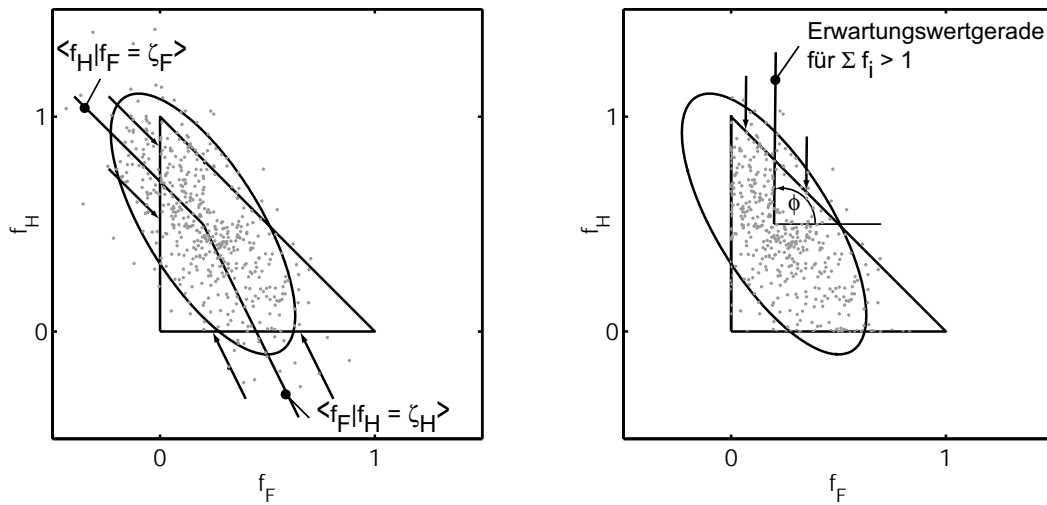 <f_H|f_F = ζ_F>
1
0
f_H
0
1
f_F
<f_F|f_H = ζ_H>
Erwartungswertgerade
für Σ f_i > 1
1
0
f_H
ϕ
0
1
f_F